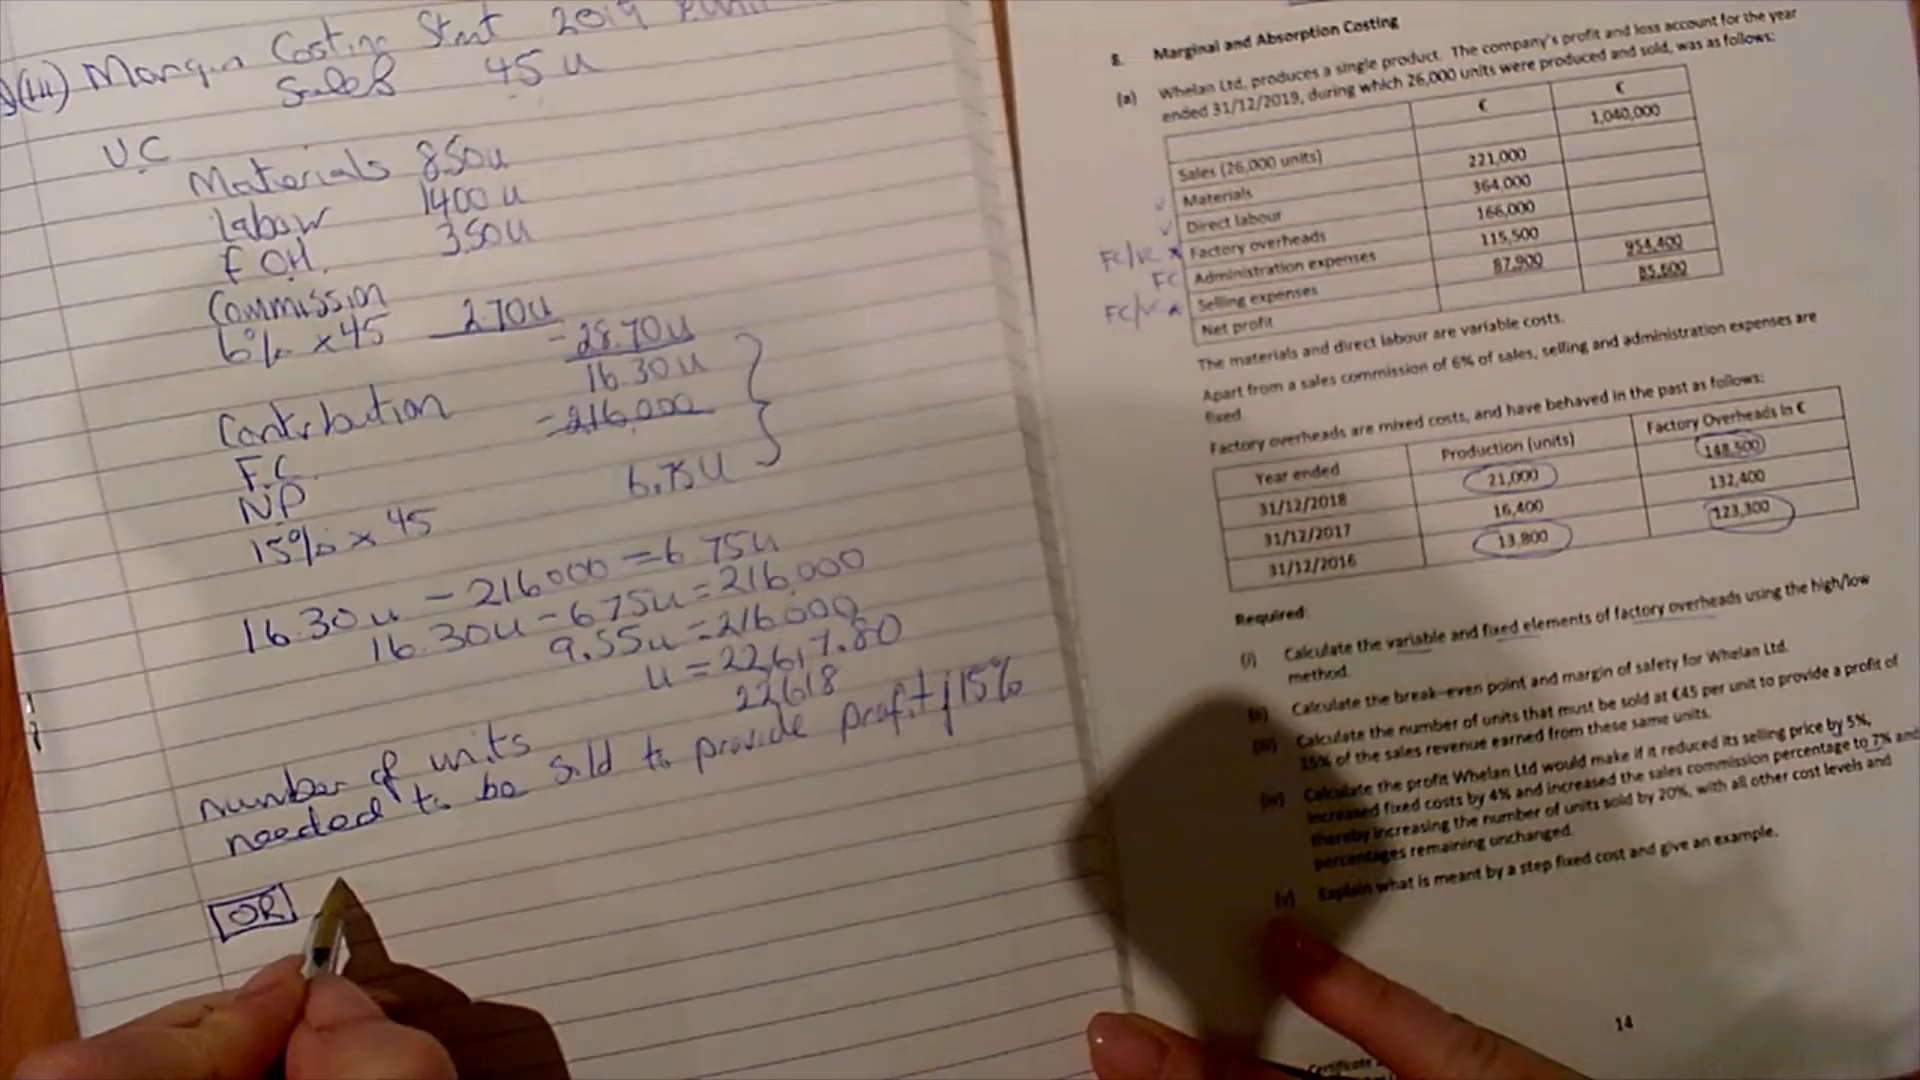 (iii) Margin Costing Stmt 2019
Sales 45 u
V.C
Materials 8.50u
Labour 14.00u
F OH. 3.50u
Commission
6% x 45 2.70u
- 28.70u
Contribution 16.30u
F.C. = 216,000
NP
15% x 45 6.75u
16.30u - 216000 = 6.75u
16.30u - 6.75u = 216,000
9.55u = 216000
u = 22,617.80
22,618
number of units
needed to be sold to provide profit of 15%
OR
8. Marginal and Absorption Costing
(a) Whelan Ltd, produces a single product. The company's profit and loss account for the year
ended 31/12/2019, during which 26,000 units were produced and sold, was as follows:
€ €
Sales (26,000 units) 1,040,000
Materials 221,000
Direct labour 364,000
FC/VC Factory overheads 166,000
FC Administration expenses 115,500
FC/V Selling expenses 87,900 954,400
Net profit 85,600
The materials and direct labour are variable costs.
Apart from a sales commission of 6% of sales, selling and administration expenses are
fixed.
Factory overheads are mixed costs, and have behaved in the past as follows:
Year ended Production (units) Factory Overheads in €
31/12/2018 21,000 148,500
31/12/2017 16,400 132,400
31/12/2016 13,800 123,300
Required:
(i) Calculate the variable and fixed elements of factory overheads using the high/low
method.
(ii) Calculate the break-even point and margin of safety for Whelan Ltd.
(iii) Calculate the number of units that must be sold at €45 per unit to provide a profit of
15% of the sales revenue earned from these same units.
(iv) Calculate the profit Whelan Ltd would make if it reduced its selling price by 5%,
increased fixed costs by 4% and increased the sales commission percentage to 7% and
thereby increasing the number of units sold by 20%, with all other cost levels and
percentages remaining unchanged.
(v) Explain what is meant by a step fixed cost and give an example.
14
Certificate